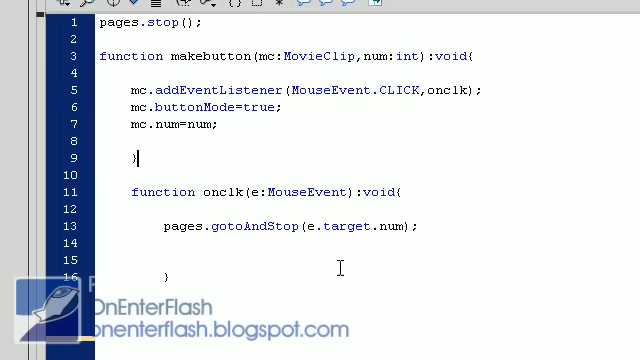 1 pages.stop();
2
3 function makebutton(mc:MovieClip,num:int):void{
4
5 mc.addEventListener(MouseEvent.CLICK,onclk);
6 mc.buttonMode=true;
7 mc.num=num;
8
9 }
10
11 function onclk(e:MouseEvent):void{
12
13 pages.gotoAndStop(e.target.num);
14
15
16 }
OnEnterFlash
onenterflash.blogspot.com